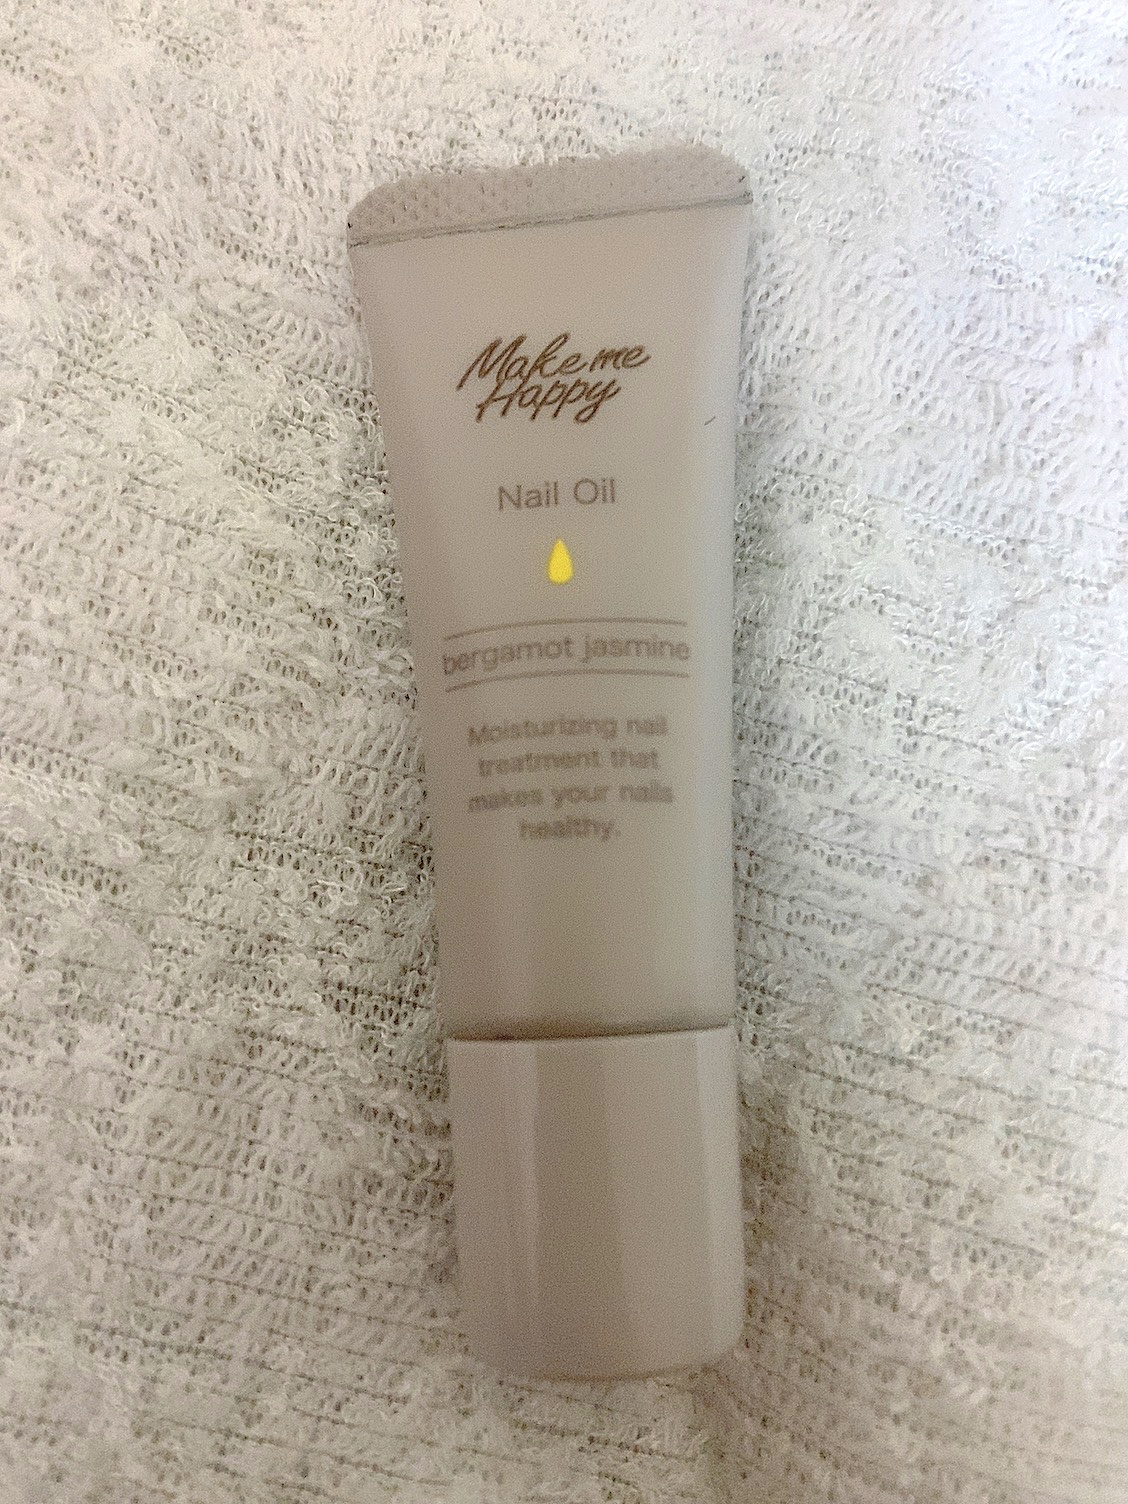 Make me
Happy
Nail Oil
bergamot jasmine
Moisturizing nail
treatment that
makes your nails
healthy.